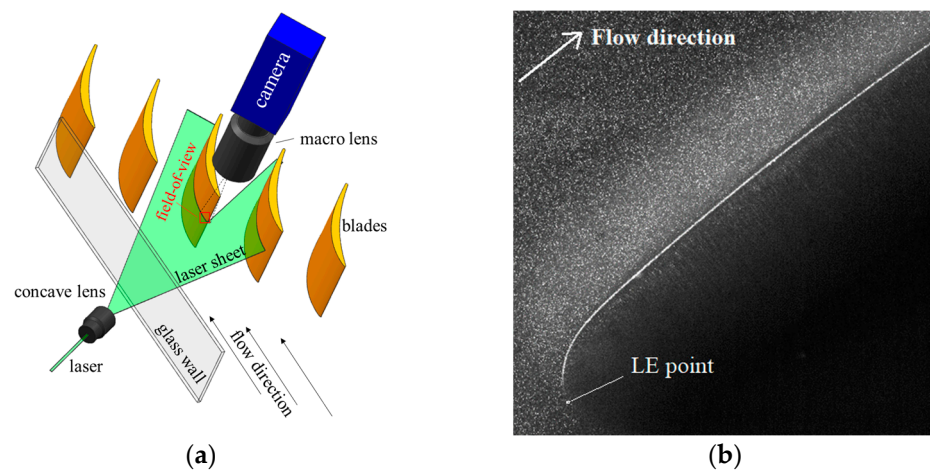 camera
macro lens
field-of-view
blades
laser sheet
concave lens
glass wall
flow direction
laser
(a)
Flow direction
LE point
(b)